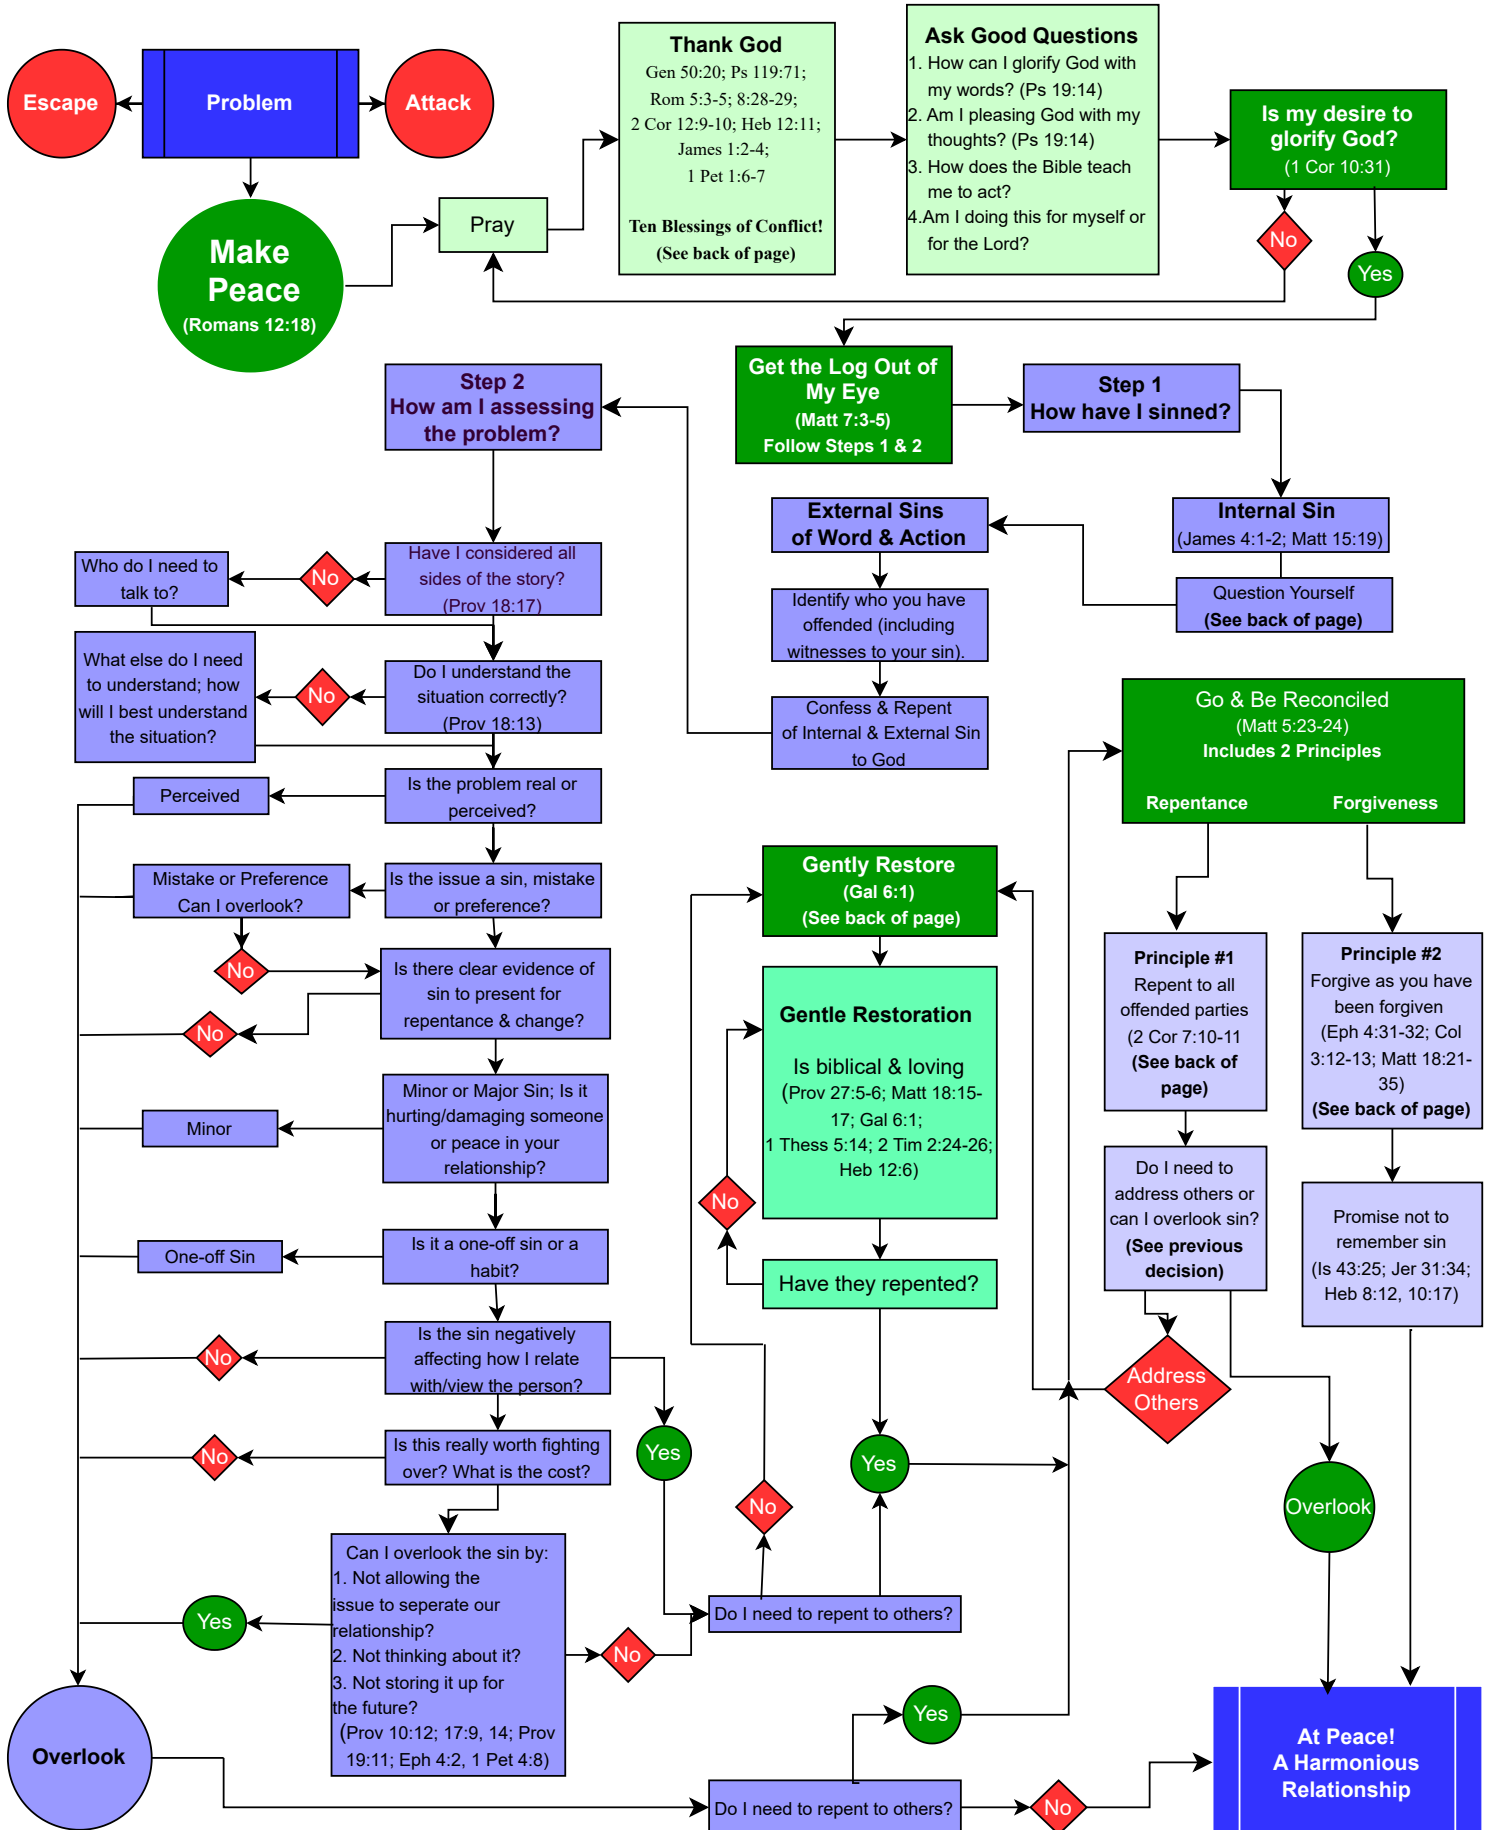 Escape
Problem
Attack
Make
Peace
(Romans 12:18)
Pray
Thank God
Gen 50:20; Ps 119:71;
Rom 5:3-5; 8:28-29;
2 Cor 12:9-10; Heb 12:11;
James 1:2-4;
1 Pet 1:6-7
Ten Blessings of Conflict!
(See back of page)
Ask Good Questions
1. How can I glorify God with
my words? (Ps 19:14)
2. Am I pleasing God with my
thoughts? (Ps 19:14)
3. How does the Bible teach
me to act?
4.Am I doing this for myself or
for the Lord?
Is my desire to
glorify God?
(1 Cor 10:31)
No
Yes
Get the Log Out of
My Eye
(Matt 7:3-5)
Follow Steps 1 & 2
Step 1
How have I sinned?
Internal Sin
(James 4:1-2; Matt 15:19)
Question Yourself
(See back of page)
External Sins
of Word & Action
Identify who you have
offended (including
witnesses to your sin).
Confess & Repent
of Internal & External Sin
to God
Step 2
How am I assessing
the problem?
Have I considered all
sides of the story?
(Prov 18:17)
No
Who do I need to
talk to?
Do I understand the
situation correctly?
(Prov 18:13)
No
What else do I need
to understand; how
will I best understand
the situation?
Is the problem real or
perceived?
Perceived
Is the issue a sin, mistake
or preference?
Mistake or Preference
Can I overlook?
No
Is there clear evidence of
sin to present for
repentance & change?
No
Minor or Major Sin; Is it
hurting/damaging someone
or peace in your
relationship?
Minor
Is it a one-off sin or a
habit?
One-off Sin
Is the sin negatively
affecting how I relate
with/view the person?
No
Yes
Is this really worth fighting
over? What is the cost?
No
Can I overlook the sin by:
1. Not allowing the
issue to seperate our
relationship?
2. Not thinking about it?
3. Not storing it up for
the future?
(Prov 10:12; 17:9, 14; Prov
19:11; Eph 4:2, 1 Pet 4:8)
Yes
No
Overlook
Do I need to repent to others?
No
Yes
Gently Restore
(Gal 6:1)
(See back of page)
Gentle Restoration
Is biblical & loving
(Prov 27:5-6; Matt 18:15-
17; Gal 6:1;
1 Thess 5:14; 2 Tim 2:24-26;
Heb 12:6)
No
Have they repented?
Do I need to repent to others?
Yes
No
Go & Be Reconciled
(Matt 5:23-24)
Includes 2 Principles
Repentance
Forgiveness
Principle #1
Repent to all
offended parties
(2 Cor 7:10-11
(See back of
page)
Do I need to
address others or
can I overlook sin?
(See previous
decision)
Address
Others
Overlook
Principle #2
Forgive as you have
been forgiven
(Eph 4:31-32; Col
3:12-13; Matt 18:21-
35)
(See back of page)
Promise not to
remember sin
(Is 43:25; Jer 31:34;
Heb 8:12, 10:17)
At Peace!
A Harmonious
Relationship